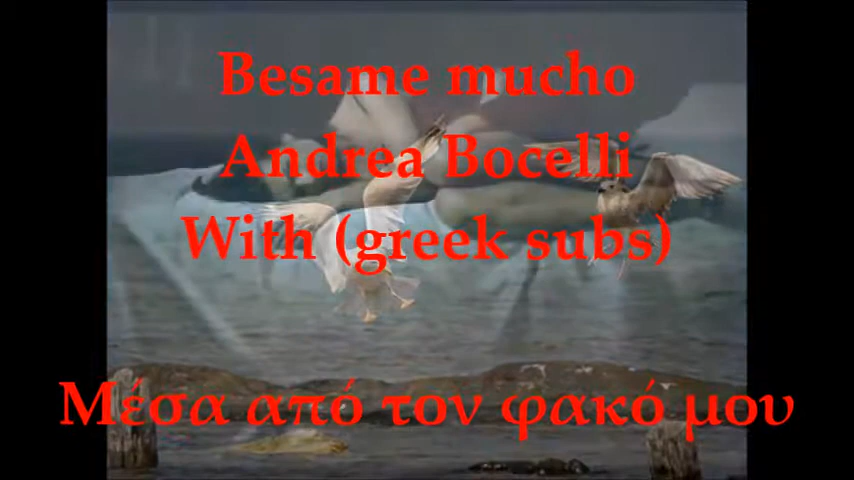 Besame mucho
Andrea Bocelli
With (greek subs)
Μέσα από τον φακό μου